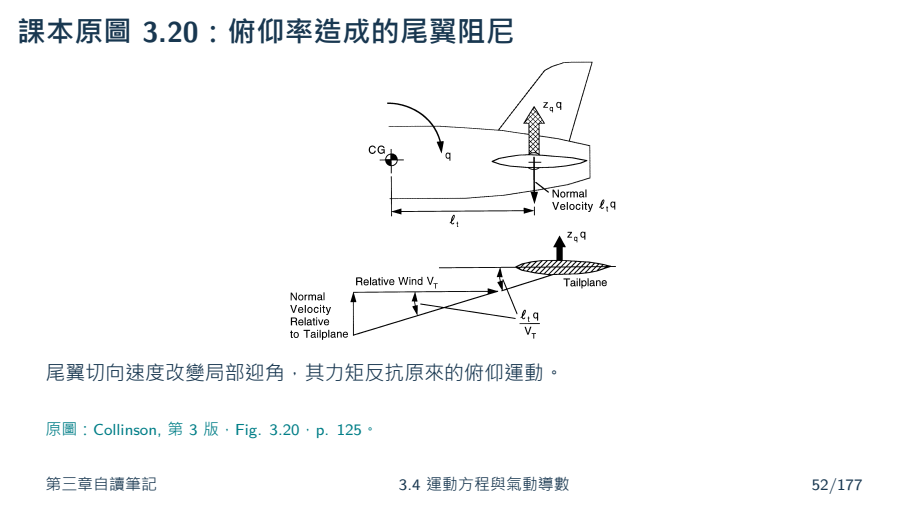 課本原圖 3.20：俯仰率造成的尾翼阻尼
z_q q
CG
q
Normal
Velocity ℓ_t q
ℓ_t
z_q q
Relative Wind V_T
Tailplane
Normal
Velocity
Relative
to Tailplane
ℓ_t q
V_T
尾翼切向速度改變局部迎角，其力矩反抗原來的俯仰運動。
原圖：Collinson, 第 3 版，Fig. 3.20，p. 125。
第三章自讀筆記
3.4 運動方程與氣動導數
52/177